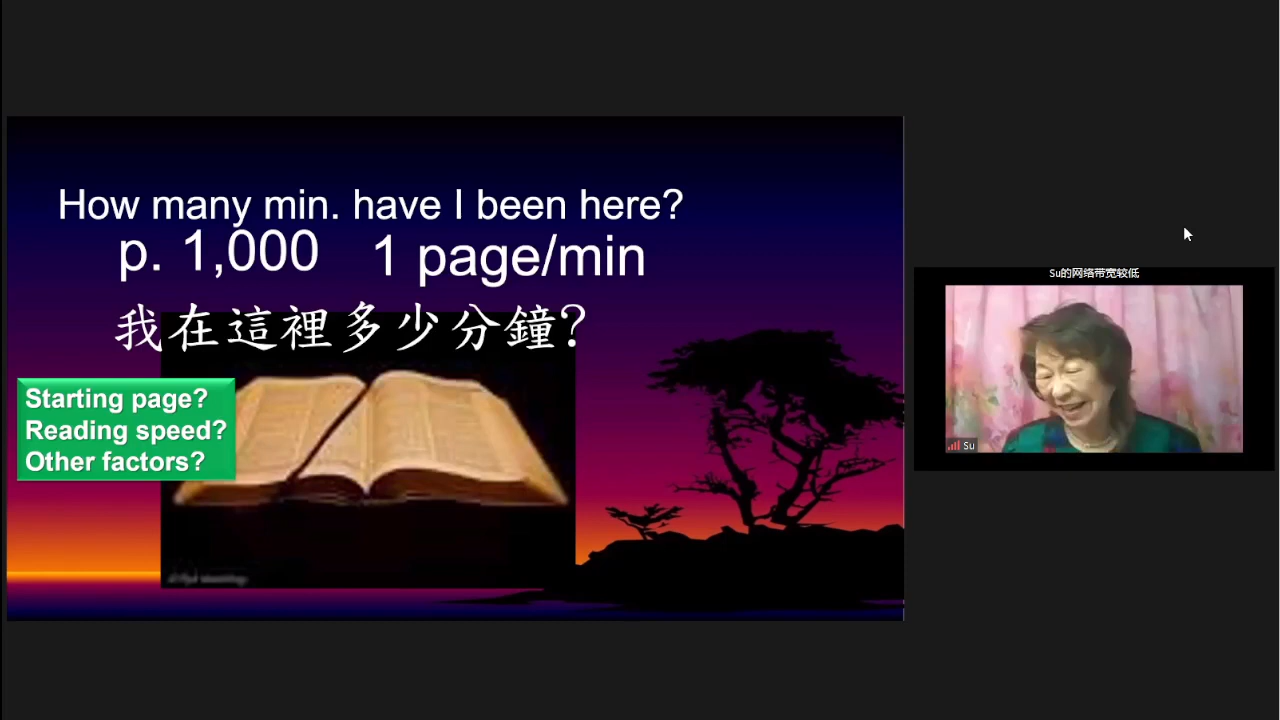 How many min. have I been here?
p. 1,000 1 page/min
我在這裡多少分鐘?
Starting page?
Reading speed?
Other factors?
Su的网络带宽较低
Su